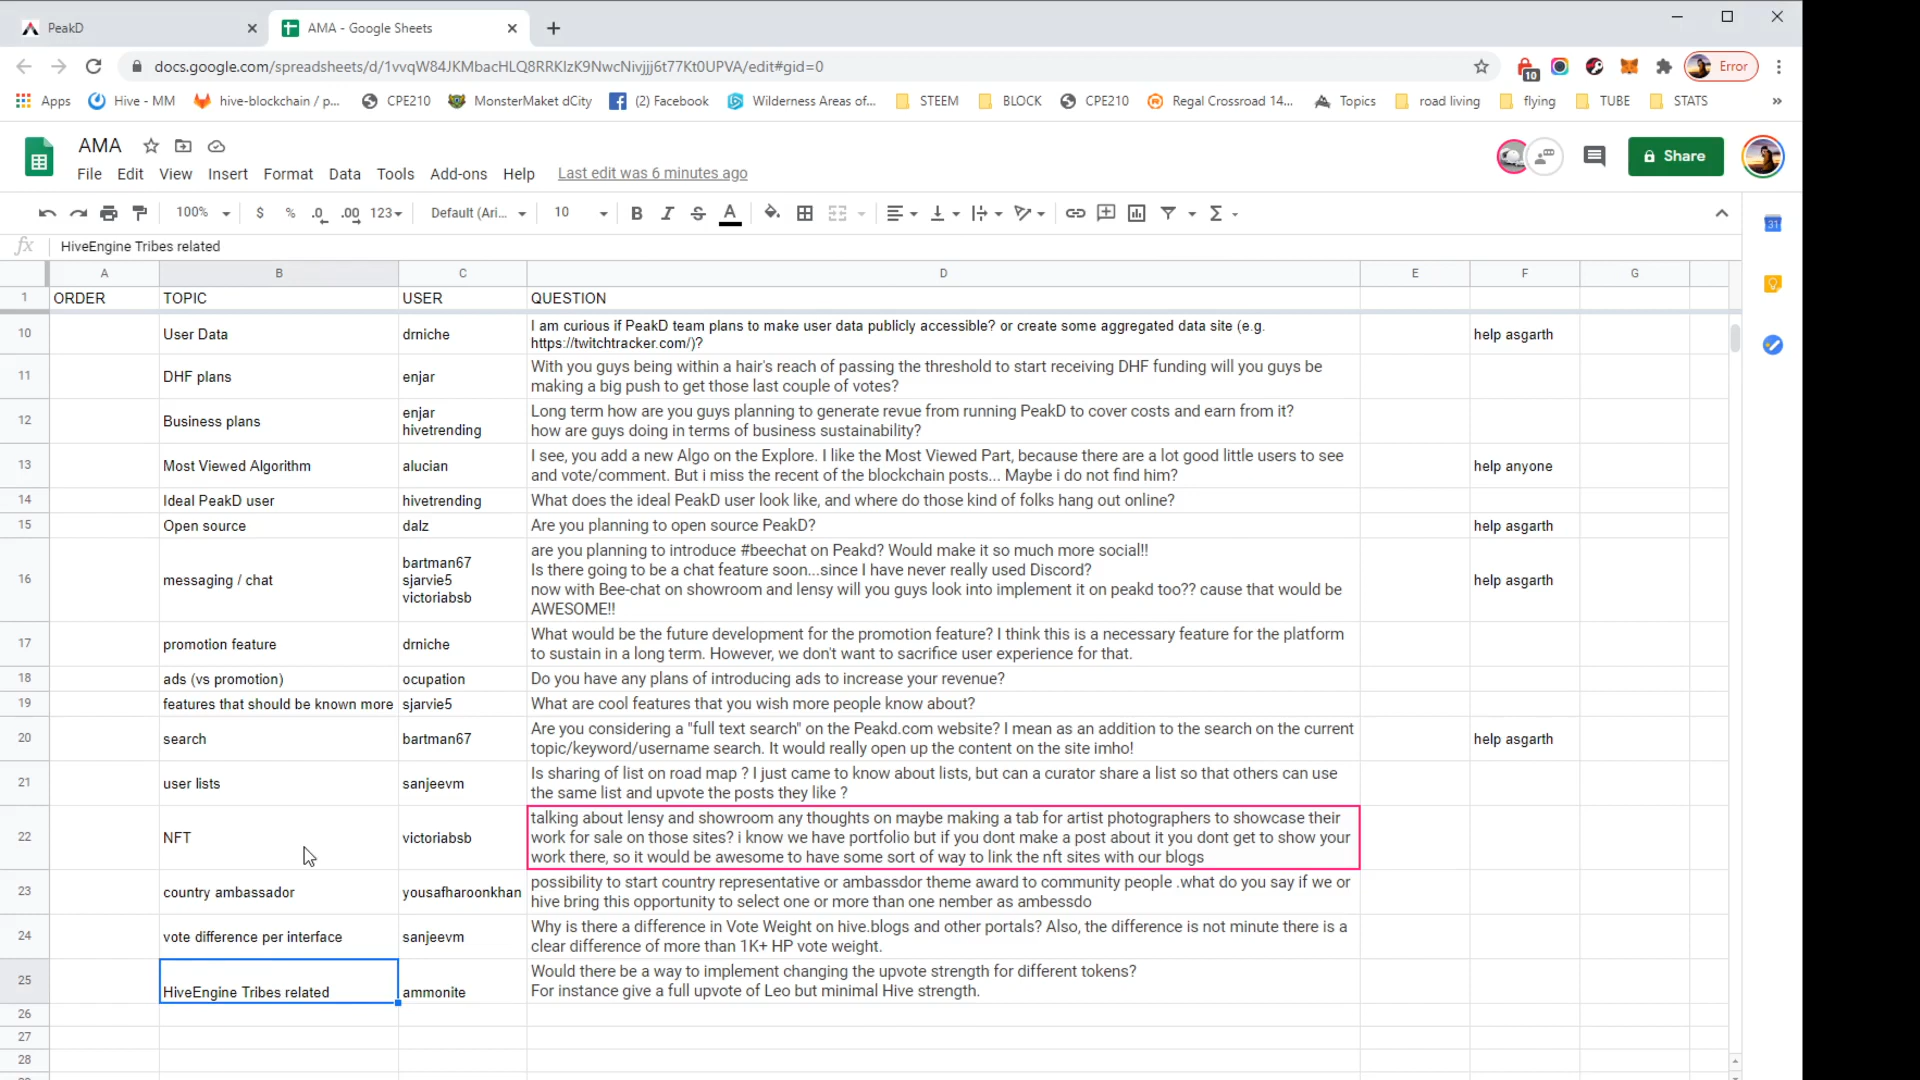 PeakD
AMA - Google Sheets
docs.google.com/spreadsheets/d/1vvqW84JKMbacHLQ8RRKIzK9NwcNivjjj6t77Kt0UPVA/edit#gid=0
10
Error
Apps
Hive - MM
hive-blockchain / p...
CPE210
MonsterMaket dCity
(2) Facebook
Wilderness Areas of...
STEEM
BLOCK
CPE210
Regal Crossroad 14...
Topics
road living
flying
TUBE
STATS
»
AMA
File Edit View Insert Format Data Tools Add-ons Help Last edit was 6 minutes ago
Share
100% $ % .0 .00 123 Default (Ari... 10 B I S A
31
fx HiveEngine Tribes related
A B C D E F G
1 ORDER TOPIC USER QUESTION
10 User Data drniche I am curious if PeakD team plans to make user data publicly accessible? or create some aggregated data site (e.g.
https://twitchtracker.com/)? help asgarth
11 DHF plans enjar With you guys being within a hair's reach of passing the threshold to start receiving DHF funding will you guys be
making a big push to get those last couple of votes?
12 Business plans enjar
hivetrending
Long term how are you guys planning to generate revue from running PeakD to cover costs and earn from it?
how are guys doing in terms of business sustainability?
13 Most Viewed Algorithm alucian I see, you add a new Algo on the Explore. I like the Most Viewed Part, because there are a lot good little users to see
and vote/comment. But i miss the recent of the blockchain posts... Maybe i do not find him? help anyone
14 Ideal PeakD user hivetrending What does the ideal PeakD user look like, and where do those kind of folks hang out online?
15 Open source dalz Are you planning to open source PeakD? help asgarth
16 messaging / chat bartman67
sjarvie5
victoriabsb
are you planning to introduce #beechat on Peakd? Would make it so much more social!!
Is there going to be a chat feature soon...since I have never really used Discord?
now with Bee-chat on showroom and lensy will you guys look into implement it on peakd too?? cause that would be
AWESOME!! help asgarth
17 promotion feature drniche What would be the future development for the promotion feature? I think this is a necessary feature for the platform
to sustain in a long term. However, we don't want to sacrifice user experience for that.
18 ads (vs promotion) ocupation Do you have any plans of introducing ads to increase your revenue?
19 features that should be known more sjarvie5 What are cool features that you wish more people know about?
20 search bartman67 Are you considering a "full text search" on the Peakd.com website? I mean as an addition to the search on the current
topic/keyword/username search. It would really open up the content on the site imho! help asgarth
21 user lists sanjeevm Is sharing of list on road map ? I just came to know about lists, but can a curator share a list so that others can use
the same list and upvote the posts they like ?
22 NFT victoriabsb talking about lensy and showroom any thoughts on maybe making a tab for artist photographers to showcase their
work for sale on those sites? i know we have portfolio but if you dont make a post about it you dont get to show your
work there, so it would be awesome to have some sort of way to link the nft sites with our blogs
23 country ambassador yousafharoonkhan possibility to start country representative or ambassdor theme award to community people .what do you say if we or
hive bring this opportunity to select one or more than one nember as ambessdo
24 vote difference per interface sanjeevm Why is there a difference in Vote Weight on hive.blogs and other portals? Also, the difference is not minute there is a
clear difference of more than 1K+ HP vote weight.
25 HiveEngine Tribes related ammonite Would there be a way to implement changing the upvote strength for different tokens?
For instance give a full upvote of Leo but minimal Hive strength.
26
27
28